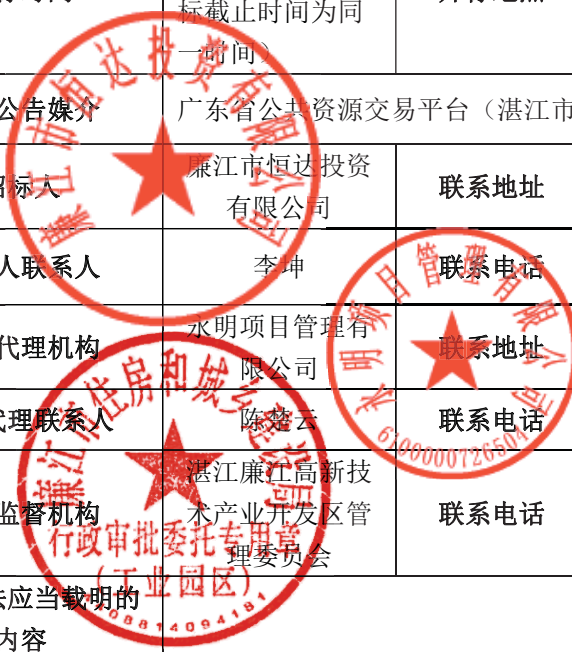 标截止时间为同
一时间）
公告媒介
广东省公共资源交易平台（湛江市
招标人
廉江市恒达投资
有限公司
联系地址
人联系人
李坤
联系电话
代理机构
永明项目管理有
限公司
联系地址
代理联系人
陈楚云
联系电话
监督机构
湛江廉江高新技
术产业开发区管
理委员会
联系电话
法应当载明的
内容
廉江市恒达投资有限公司
永明项目管理有限公司
6100000726504
廉江市住房和城乡建设局
行政审批委托专用章
（工业园区）
4408814094181